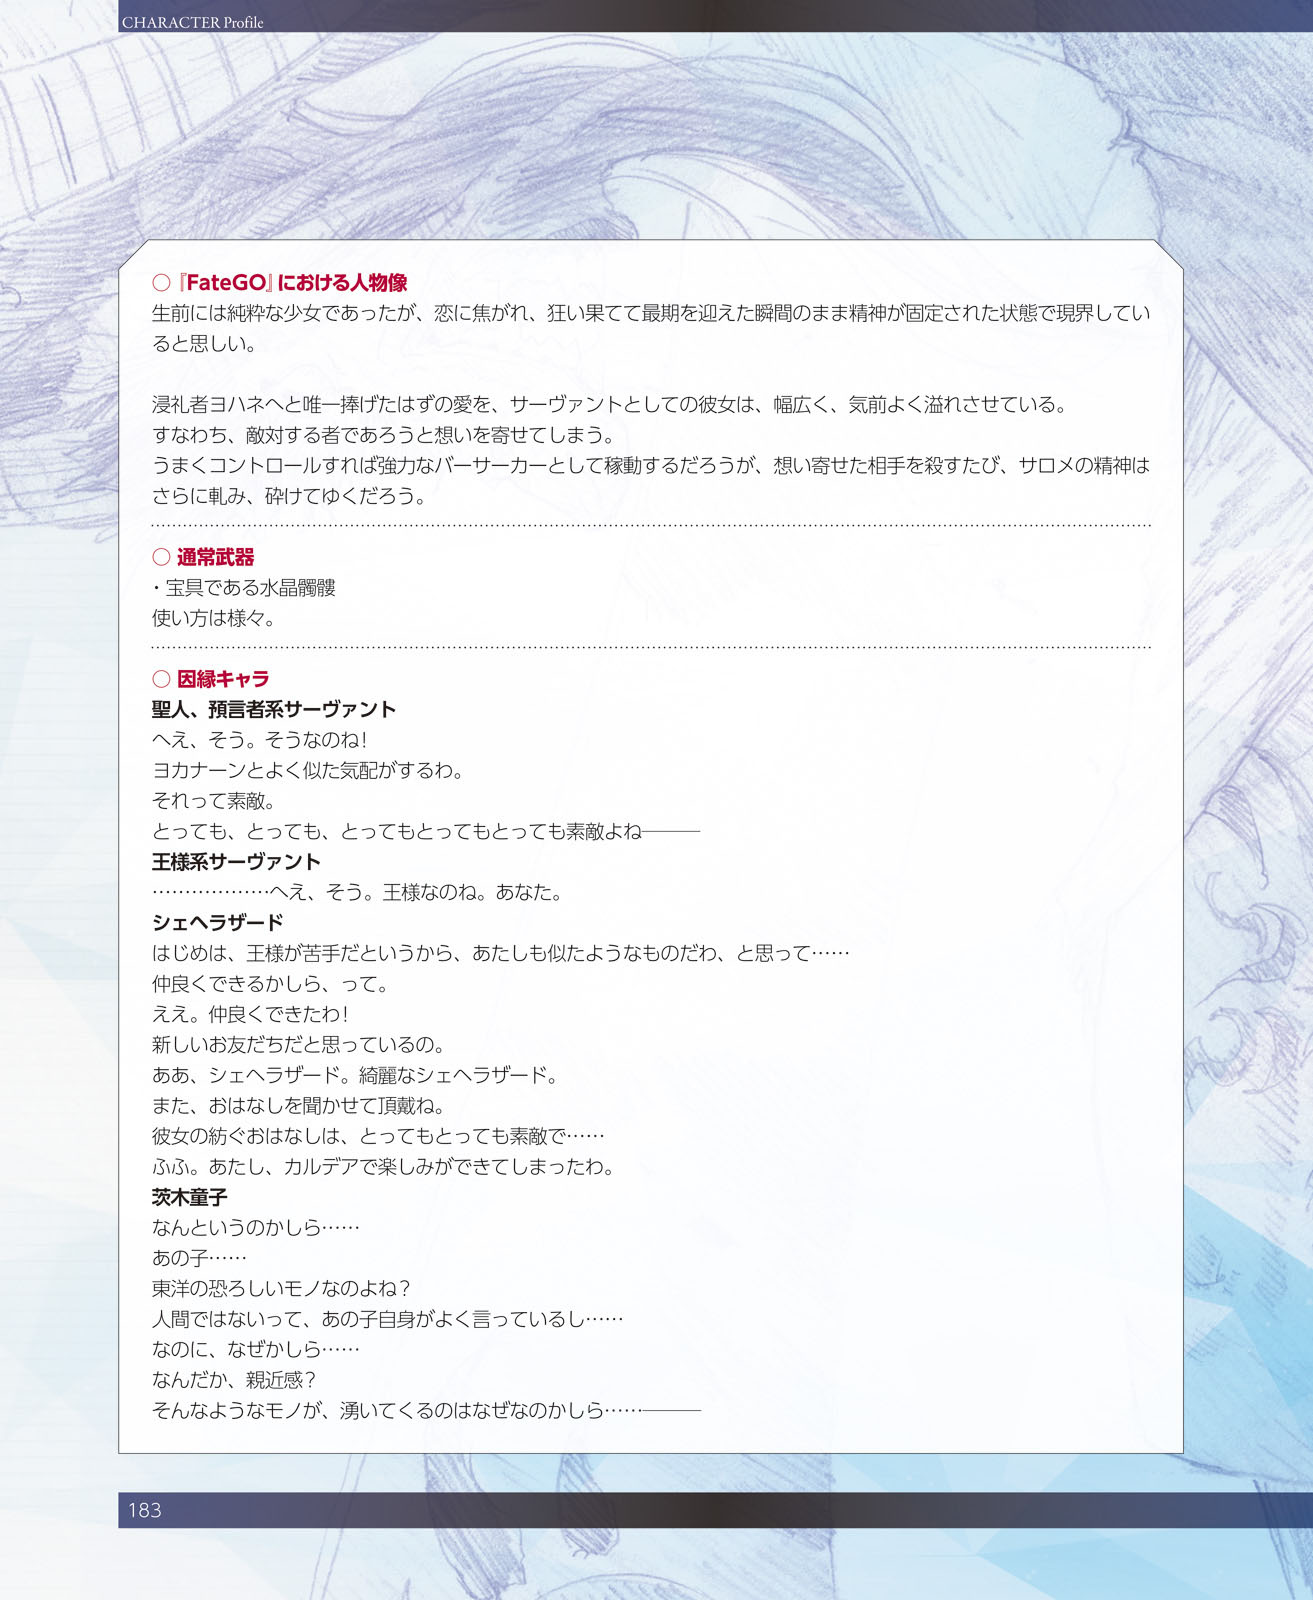 CHARACTER Profile
○『FateGO』における人物像
生前には純粋な少女であったが、恋に焦がれ、狂い果てて最期を迎えた瞬間のまま精神が固定された状態で現界してい
ると思しい。
浸礼者ヨハネへと唯一捧げたはずの愛を、サーヴァントとしての彼女は、幅広く、気前よく溢れさせている。
すなわち、敵対する者であろうと想いを寄せてしまう。
うまくコントロールすれば強力なバーサーカーとして稼動するだろうが、想い寄せた相手を殺すたび、サロメの精神は
さらに軋み、砕けてゆくだろう。
○ 通常武器
・宝具である水晶髑髏
使い方は様々。
○ 因縁キャラ
聖人、預言者系サーヴァント
へえ、そう。そうなのね！
ヨカナーンとよく似た気配がするわ。
それって素敵。
とっても、とっても、とってもとってもとっても素敵よね―――
王様系サーヴァント
………………へえ、そう。王様なのね。あなた。
シェヘラザード
はじめは、王様が苦手だというから、あたしも似たようなものだわ、と思って……
仲良くできるかしら、って。
ええ。仲良くできたわ！
新しいお友だちだと思っているの。
ああ、シェヘラザード。綺麗なシェヘラザード。
また、おはなしを聞かせて頂戴ね。
彼女の紡ぐおはなしは、とってもとっても素敵で……
ふふ。あたし、カルデアで楽しみができてしまったわ。
茨木童子
なんというのかしら……
あの子……
東洋の恐ろしいモノなのよね？
人間ではないって、あの子自身がよく言っているし……
なのに、なぜかしら……
なんだか、親近感？
そんなようなモノが、湧いてくるのはなぜなのかしら……―――
183